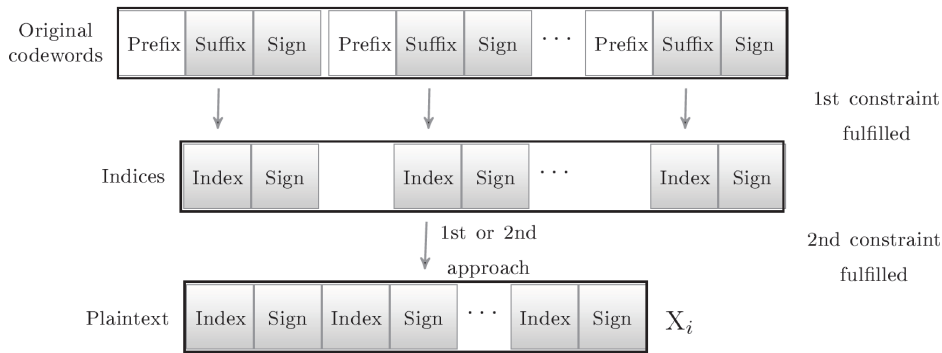 Original
codewords
Prefix Suffix Sign Prefix Suffix Sign ··· Prefix Suffix Sign
1st constraint
fulfilled
Indices Index Sign Index Sign ··· Index Sign
1st or 2nd
approach
2nd constraint
fulfilled
Plaintext Index Sign Index Sign ··· Index Sign Xᵢ